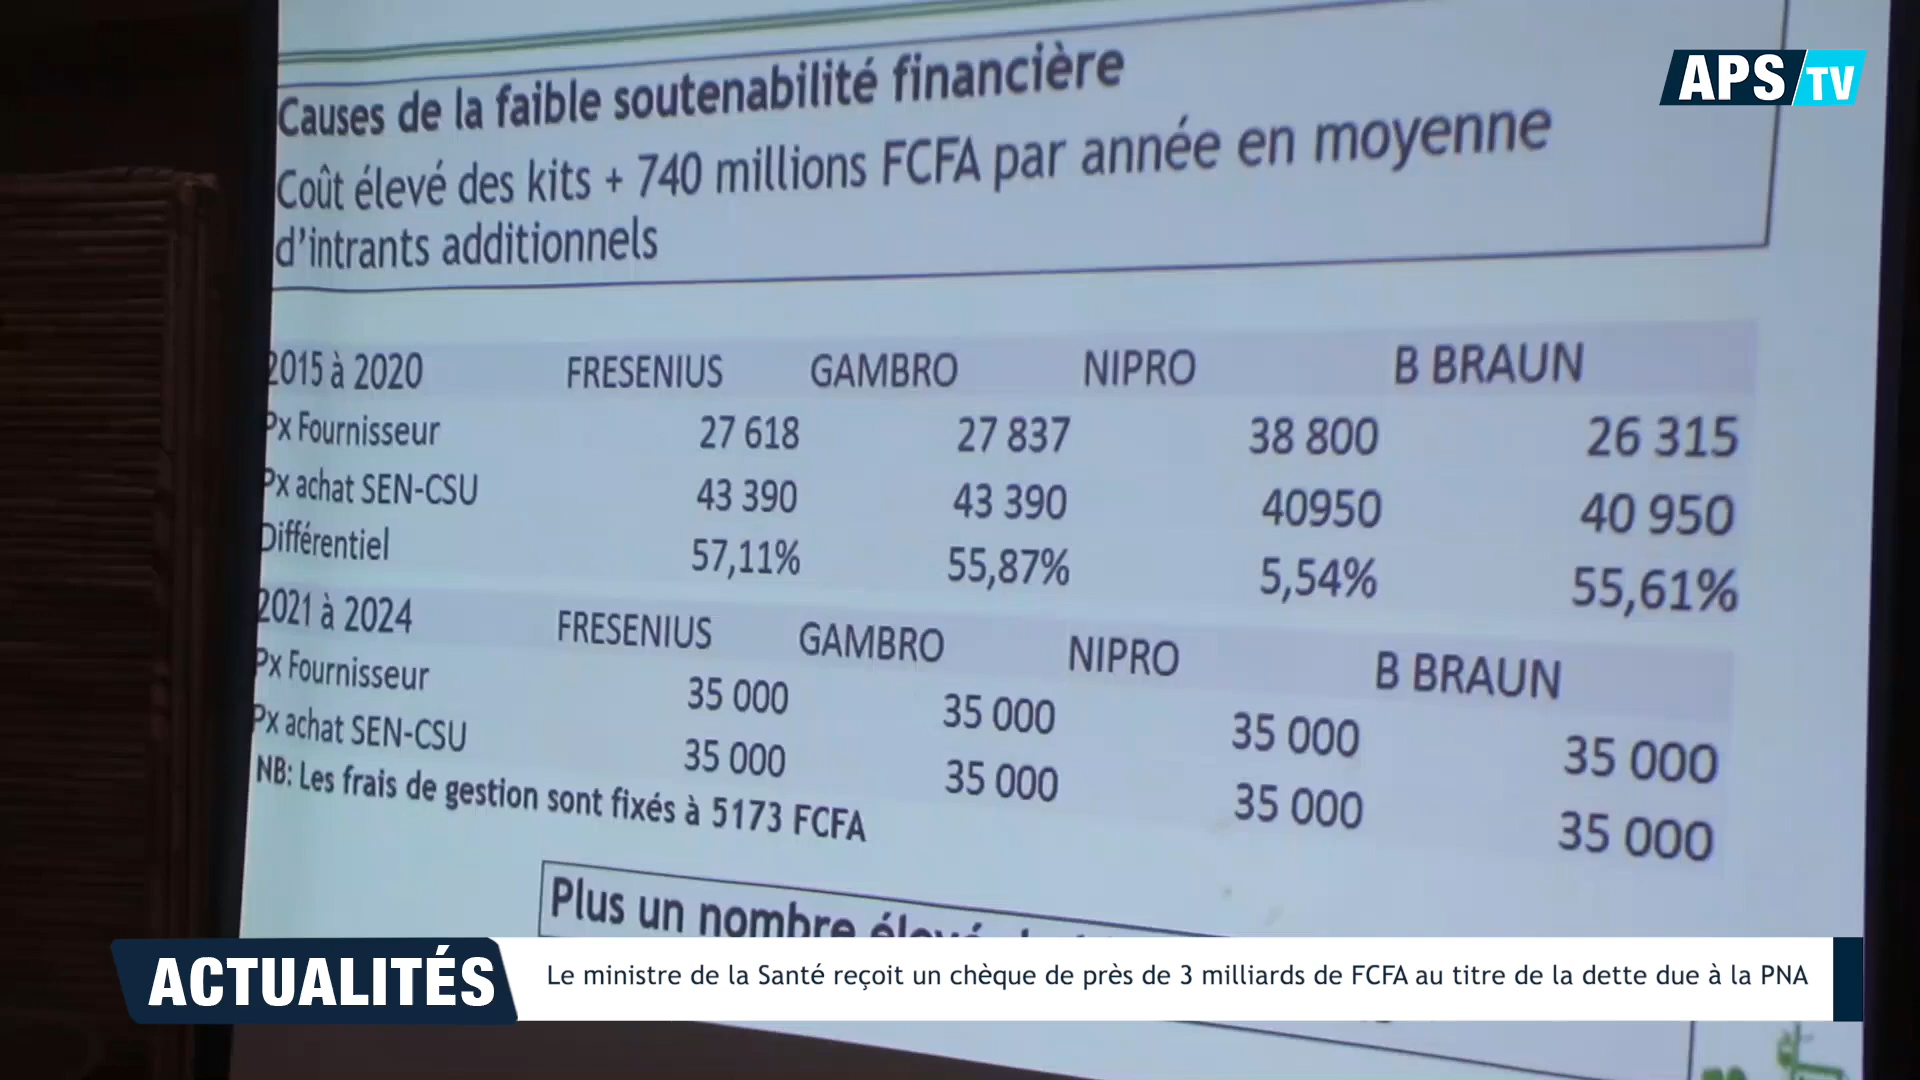 APS TV
Causes de la faible soutenabilité financière
Coût élevé des kits + 740 millions FCFA par année en moyenne
d'intrants additionnels
2015 à 2020 FRESENIUS GAMBRO NIPRO B BRAUN
Px Fournisseur 27 618 27 837 38 800 26 315
Px achat SEN-CSU 43 390 43 390 40950 40 950
Différentiel 57,11% 55,87% 5,54% 55,61%
2021 à 2024 FRESENIUS GAMBRO NIPRO B BRAUN
Px Fournisseur 35 000 35 000 35 000 35 000
Px achat SEN-CSU 35 000 35 000 35 000 35 000
NB: Les frais de gestion sont fixés à 5173 FCFA
Plus un nombre
ACTUALITÉS
Le ministre de la Santé reçoit un chèque de près de 3 milliards de FCFA au titre de la dette due à la PNA